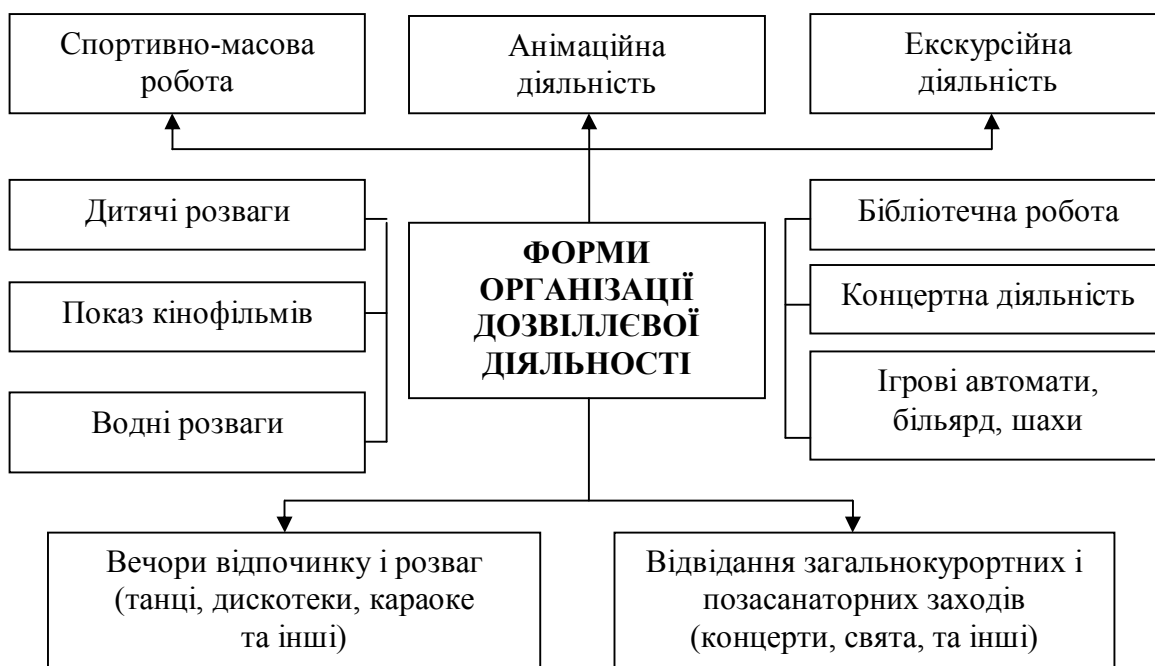 Спортивно-масова
робота
Анімаційна
діяльність
Екскурсійна
діяльність
Дитячі розваги
Показ кінофільмів
Водні розваги
ФОРМИ
ОРГАНІЗАЦІЇ
ДОЗВІЛЛЄВОЇ
ДІЯЛЬНОСТІ
Бібліотечна робота
Концертна діяльність
Ігрові автомати,
більярд, шахи
Вечори відпочинку і розваг
(танці, дискотеки, караоке
та інші)
Відвідання загальнокурортних і
позасанаторних заходів
(концерти, свята, та інші)